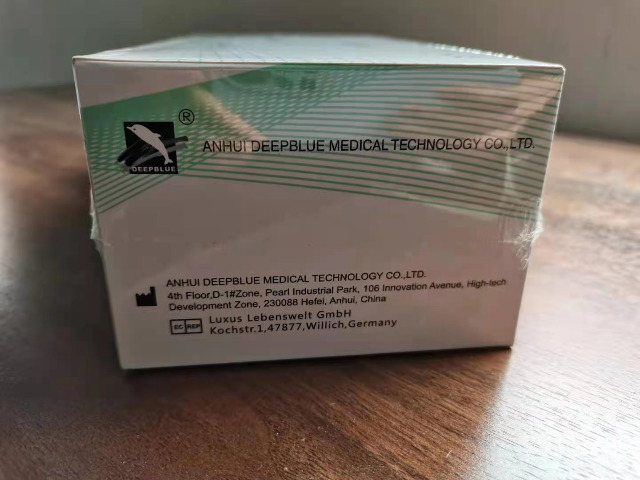 ®
DEEPBLUE
ANHUI DEEPBLUE MEDICAL TECHNOLOGY CO.,LTD.
ANHUI DEEPBLUE MEDICAL TECHNOLOGY CO.,LTD.
4th Floor,D-1#Zone, Pearl Industrial Park, 106 Innovation Avenue, High-tech
Development Zone, 230088 Hefei, Anhui, China
EC REP
Luxus Lebenswelt GmbH
Kochstr.1,47877,Willich,Germany